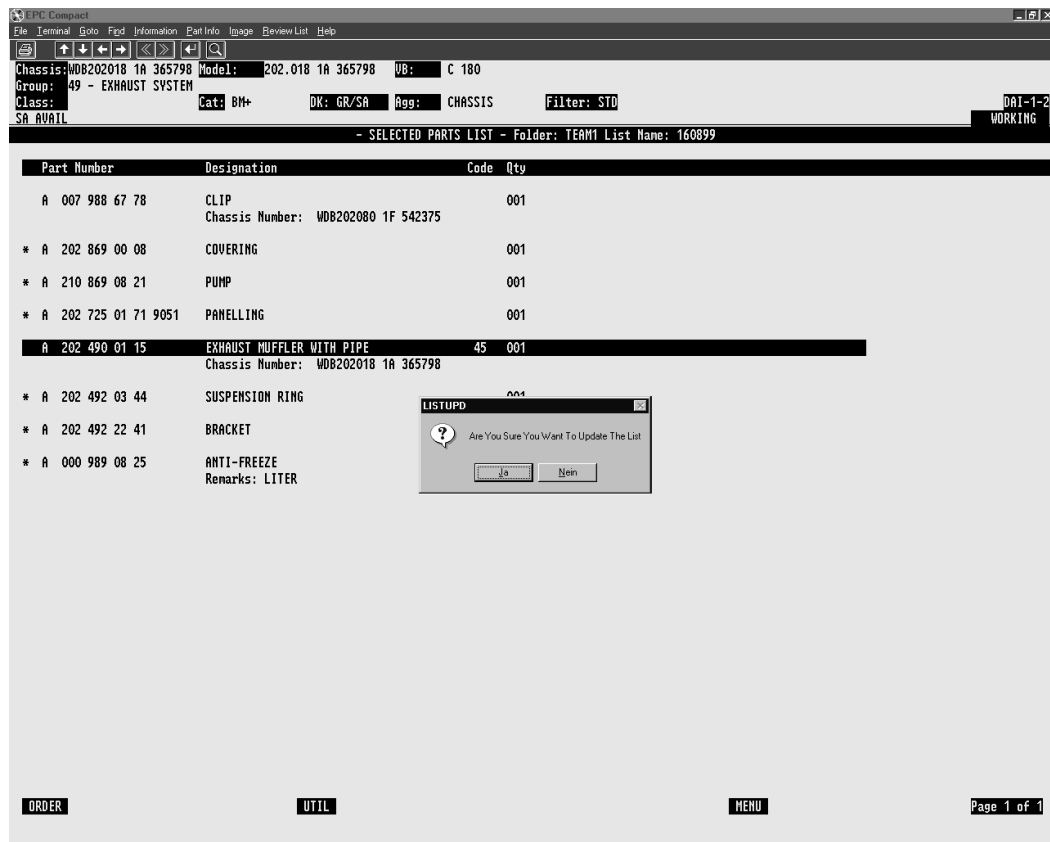 EPC Compact
File Terminal Goto Find Information Part Info Image Review List Help
Chassis:WDB202018 1A 365798 Model: 202.018 1A 365798 VB: C 180
Group: 49 - EXHAUST SYSTEM
Class: Cat: BM+ DK: GR/SA Agg: CHASSIS Filter: STD DAI-1-2
SA AVAIL WORKING
- SELECTED PARTS LIST - Folder: TEAM1 List Name: 160899
Part Number Designation Code Qty
A 007 988 67 78 CLIP 001
Chassis Number: WDB202080 1F 542375
* A 202 869 00 08 COVERING 001
* A 210 869 08 21 PUMP 001
* A 202 725 01 71 9051 PANELLING 001
A 202 490 01 15 EXHAUST MUFFLER WITH PIPE 45 001
Chassis Number: WDB202018 1A 365798
* A 202 492 03 44 SUSPENSION RING 001
LISTUPD
* A 202 492 22 41 BRACKET
Are You Sure You Want To Update The List
* A 000 989 08 25 ANTI-FREEZE
Remarks: LITER
Ja Nein
ORDER UTIL MENU Page 1 of 1